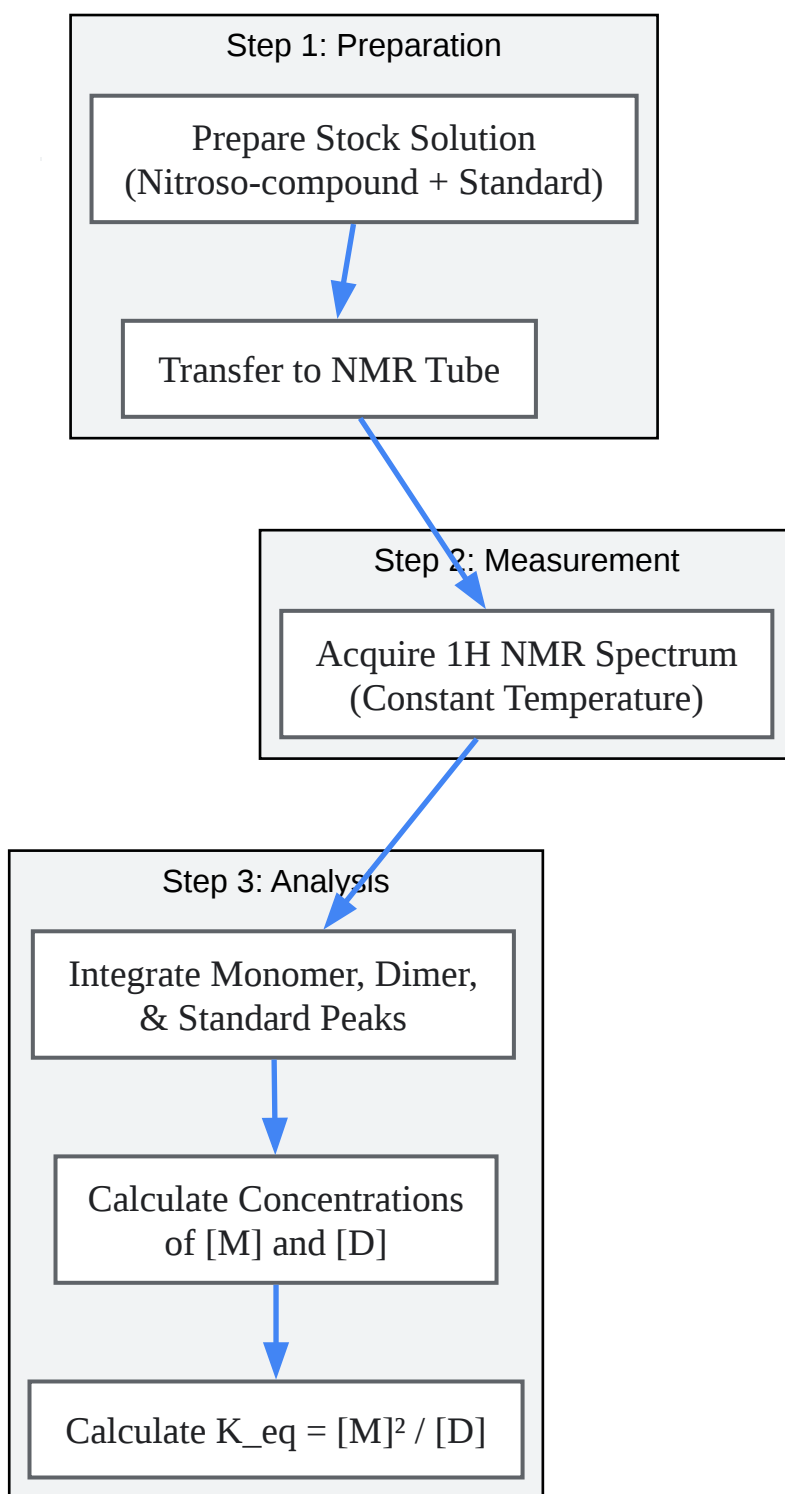 Step 1: Preparation
Prepare Stock Solution
(Nitroso-compound + Standard)
Transfer to NMR Tube
Step 2: Measurement
Acquire 1H NMR Spectrum
(Constant Temperature)
Step 3: Analysis
Integrate Monomer, Dimer,
& Standard Peaks
Calculate Concentrations
of [M] and [D]
Calculate K_eq = [M]² / [D]